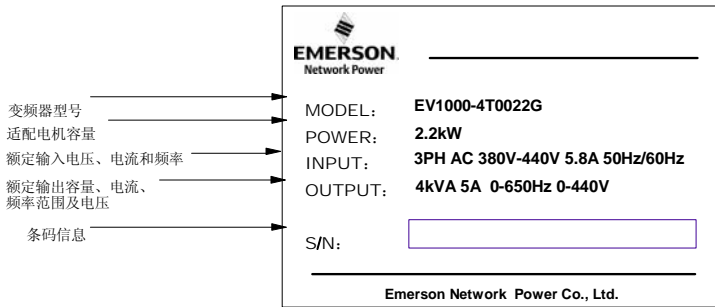 EMERSON.
Network Power
变频器型号
适配电机容量
额定输入电压、电流和频率
额定输出容量、电流、
频率范围及电压
条码信息
MODEL: EV1000-4T0022G
POWER: 2.2kW
INPUT: 3PH AC 380V-440V 5.8A 50Hz/60Hz
OUTPUT: 4kVA 5A 0-650Hz 0-440V
S/N:
Emerson Network Power Co., Ltd.